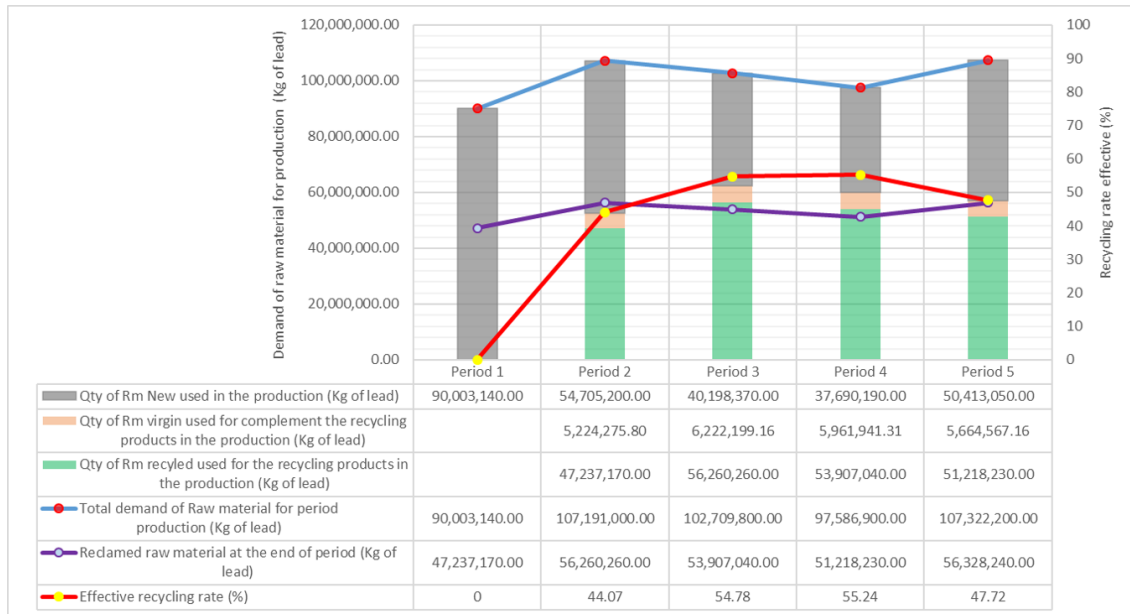 Demand of raw material for production (Kg of lead)
120,000,000.00
100,000,000.00
80,000,000.00
60,000,000.00
40,000,000.00
20,000,000.00
0.00
100
90
80
70
60
50
40
30
20
10
0
Recycling rate effective (%)
Period 1 Period 2 Period 3 Period 4 Period 5
Qty of Rm New used in the production (Kg of lead) 90,003,140.00 54,705,200.00 40,198,370.00 37,690,190.00 50,413,050.00
Qty of Rm virgin used for complement the recycling
products in the production (Kg of lead) 5,224,275.80 6,222,199.16 5,961,941.31 5,664,567.16
Qty of Rm recyled used for the recycling products in
the production (Kg of lead) 47,237,170.00 56,260,260.00 53,907,040.00 51,218,230.00
Total demand of Raw material for period
production (Kg of lead) 90,003,140.00 107,191,000.00 102,709,800.00 97,586,900.00 107,322,200.00
Reclamed raw material at the end of period (Kg of
lead) 47,237,170.00 56,260,260.00 53,907,040.00 51,218,230.00 56,328,240.00
Effective recycling rate (%) 0 44.07 54.78 55.24 47.72